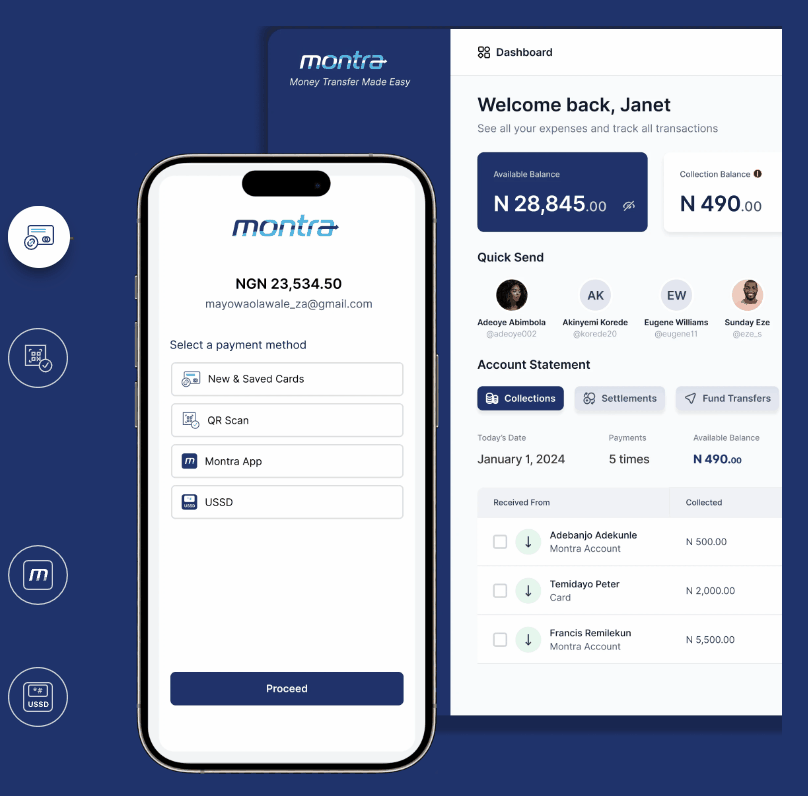 montra
Money Transfer Made Easy
Dashboard
Welcome back, Janet
See all your expenses and track all transactions
Available Balance
N 28,845.00
Collection Balance
N 490.00
Quick Send
AK
EW
Adeoye Abimbola
@adeoye002
Akinyemi Korede
@korede20
Eugene Williams
@eugene11
Sunday Eze
@eze_s
Account Statement
Collections
Settlements
Fund Transfers
Today's Date
Payments
Available Balance
January 1, 2024
5 times
N 490.00
Received From
Collected
Adebanjo Adekunle
Montra Account
N 500.00
Temidayo Peter
Card
N 2,000.00
Francis Remilekun
Montra Account
N 5,500.00
montra
NGN 23,534.50
mayowaolawale_za@gmail.com
Select a payment method
New & Saved Cards
QR Scan
m
Montra App
*#
USSD
USSD
Proceed
m
*#
USSD